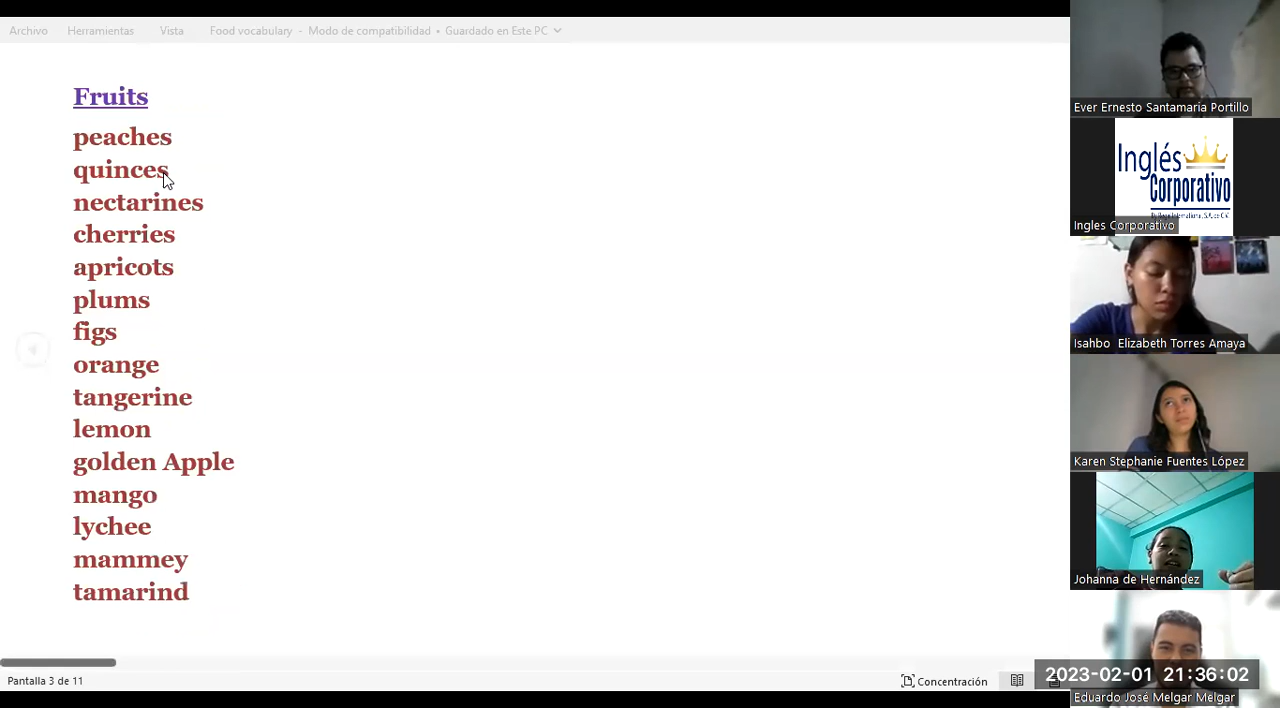 Archivo Herramientas Vista Food vocabulary - Modo de compatibilidad • Guardado en Este PC
Fruits
peaches
quinces
nectarines
cherries
apricots
plums
figs
orange
tangerine
lemon
golden Apple
mango
lychee
mammey
tamarind
Pantalla 3 de 11 Concentración
Ever Ernesto Santamaría Portillo
Inglés
Corporativo
Ingles Corporativo
Isahbo Elizabeth Torres Amaya
Karen Stephanie Fuentes López
Johanna de Hernández
2023-02-01 21:36:02
Eduardo José Melgar Melgar